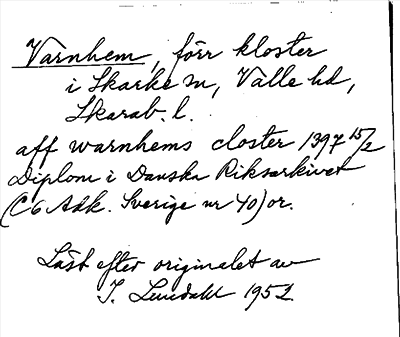 Varnhem, förr kloster
i Skarke sn, Valle hd,
Skarab. l.
aff warnhems closter 1397 15/2
Diplom i Danska Riksarkivet
(C6 Adk. Sverige nr 40) or.
Läst efter originalet av
I. Lundahl 1952